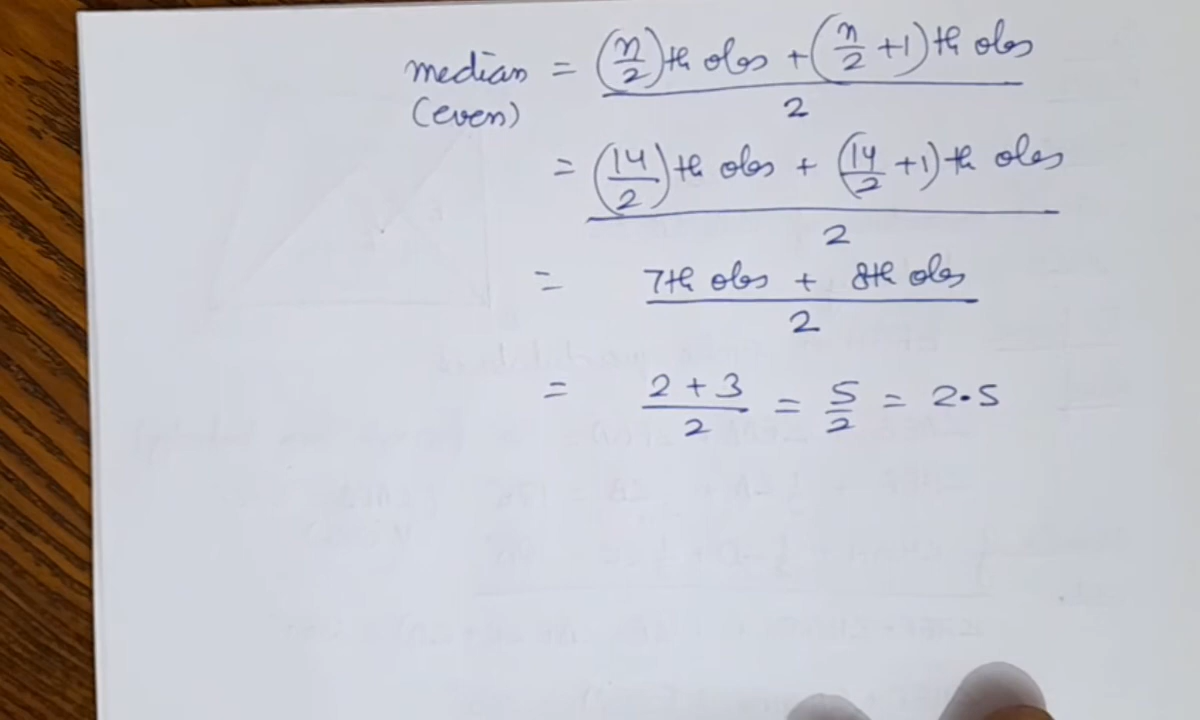 median = (n/2)th obs + (n/2 +1)th obs
(even) 2
= (14/2)th obs + (14/2 +1)th obs
2
= 7th obs + 8th obs
2
= 2 + 3 / 2 = 5/2 = 2.5